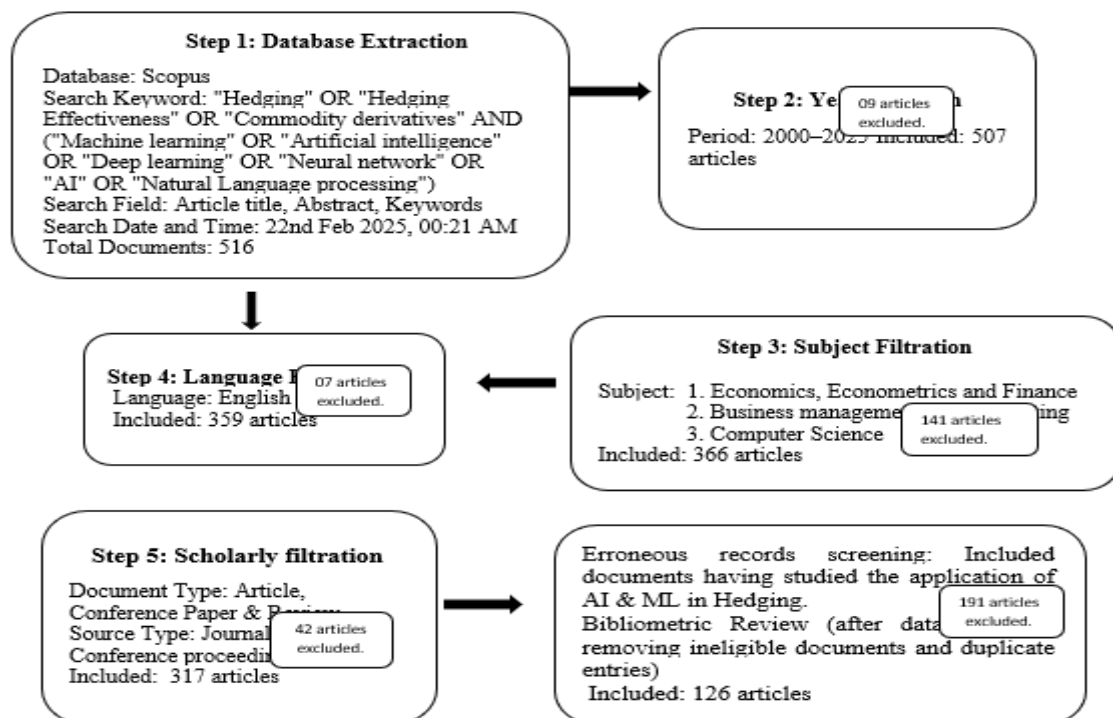 Step 1: Database Extraction
Database: Scopus
Search Keyword: "Hedging" OR "Hedging
Effectiveness" OR "Commodity derivatives" AND
("Machine learning" OR "Artificial intelligence"
OR "Deep learning" OR "Neural network" OR
"AI" OR "Natural Language processing")
Search Field: Article title, Abstract, Keywords
Search Date and Time: 22nd Feb 2025, 00:21 AM
Total Documents: 516
Step 2:
09 articles
excluded.
Period: 2000–2025 Included: 507
articles
Step 3: Subject Filtration
Subject: 1. Economics, Econometrics and Finance
2. Business
3. Computer Science
141 articles
excluded.
Included: 366 articles
Step 4: Language
07 articles
excluded.
Language: English
Included: 359 articles
Step 5: Scholarly filtration
Document Type: Article,
Conference Paper & Review
Source Type: Journal
Conference
42 articles
excluded.
Included: 317 articles
Erroneous records screening: Included
documents having studied the application of
AI & ML in Hedging.
191 articles
excluded.
Bibliometric Review (after
removing ineligible documents and duplicate
entries)
Included: 126 articles